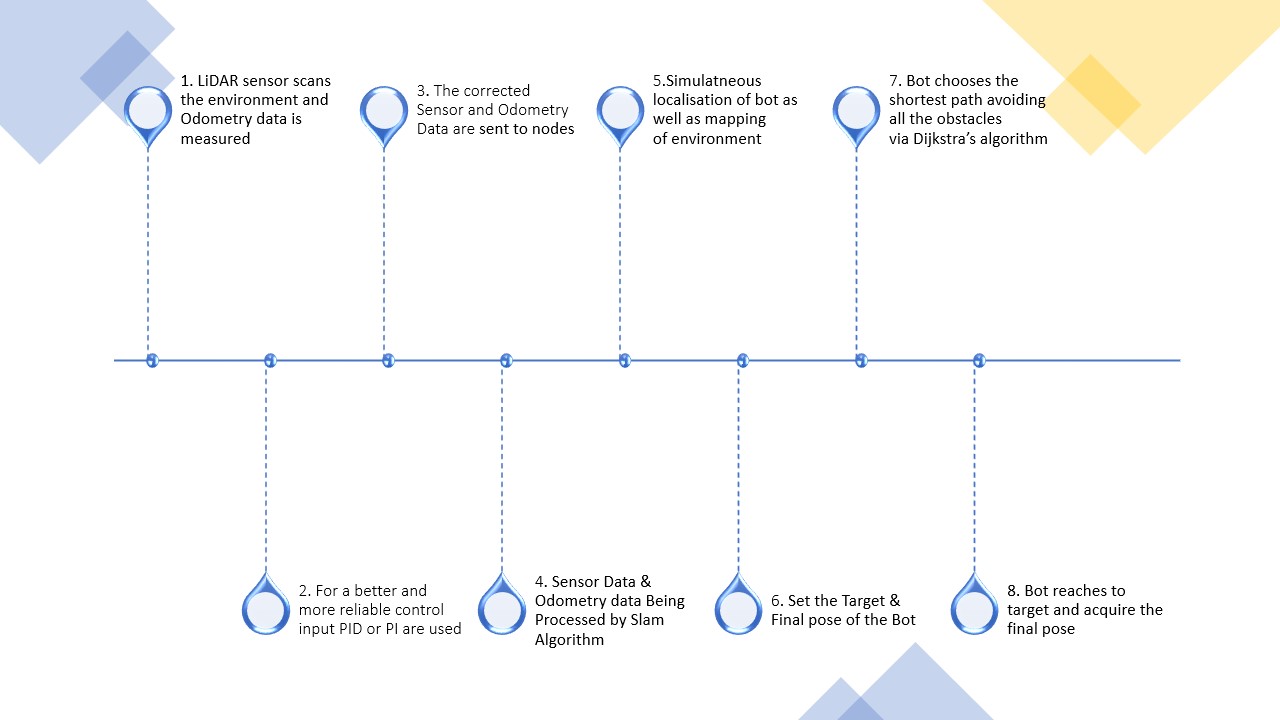 1. LiDAR sensor scans
the environment and
Odometry data is
measured
2. For a better and
more reliable control
input PID or PI are used
3. The corrected
Sensor and Odometry
Data are sent to nodes
4. Sensor Data &
Odometry data Being
Processed by Slam
Algorithm
5.Simulatneous
localisation of bot as
well as mapping
of environment
6. Set the Target &
Final pose of the Bot
7. Bot chooses the
shortest path avoiding
all the obstacles
via Dijkstra’s algorithm
8. Bot reaches to
target and acquire the
final pose